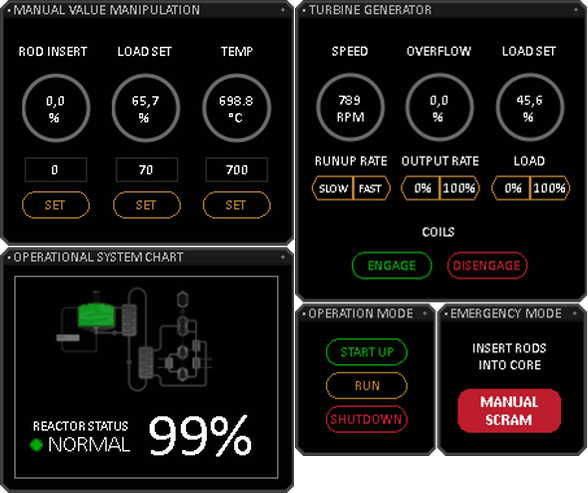 MANUAL VALUE MANIPULATION
ROD INSERT LOAD SET TEMP
0,0 65,7 698.8
% % °C
0 70 700
SET SET SET
TURBINE GENERATOR
SPEED OVERFLOW LOAD SET
789 0,0 45,6
RPM % %
RUNUP RATE OUTPUT RATE LOAD
SLOW FAST 0% 100% 0% 100%
COILS
ENGAGE DISENGAGE
OPERATIONAL SYSTEM CHART
REACTOR STATUS
NORMAL
99%
OPERATION MODE
START UP
RUN
SHUTDOWN
EMERGENCY MODE
INSERT RODS
INTO CORE
MANUAL
SCRAM